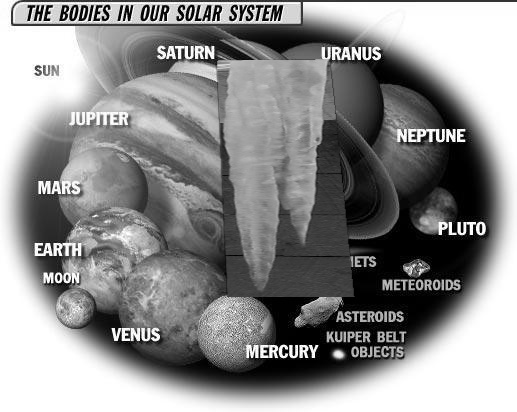 THE BODIES IN OUR SOLAR SYSTEM
SATURN
URANUS
SUN
JUPITER
NEPTUNE
MARS
PLUTO
EARTH
MOON
METEOROIDS
ASTEROIDS
VENUS
KUIPER BELT
OBJECTS
MERCURY